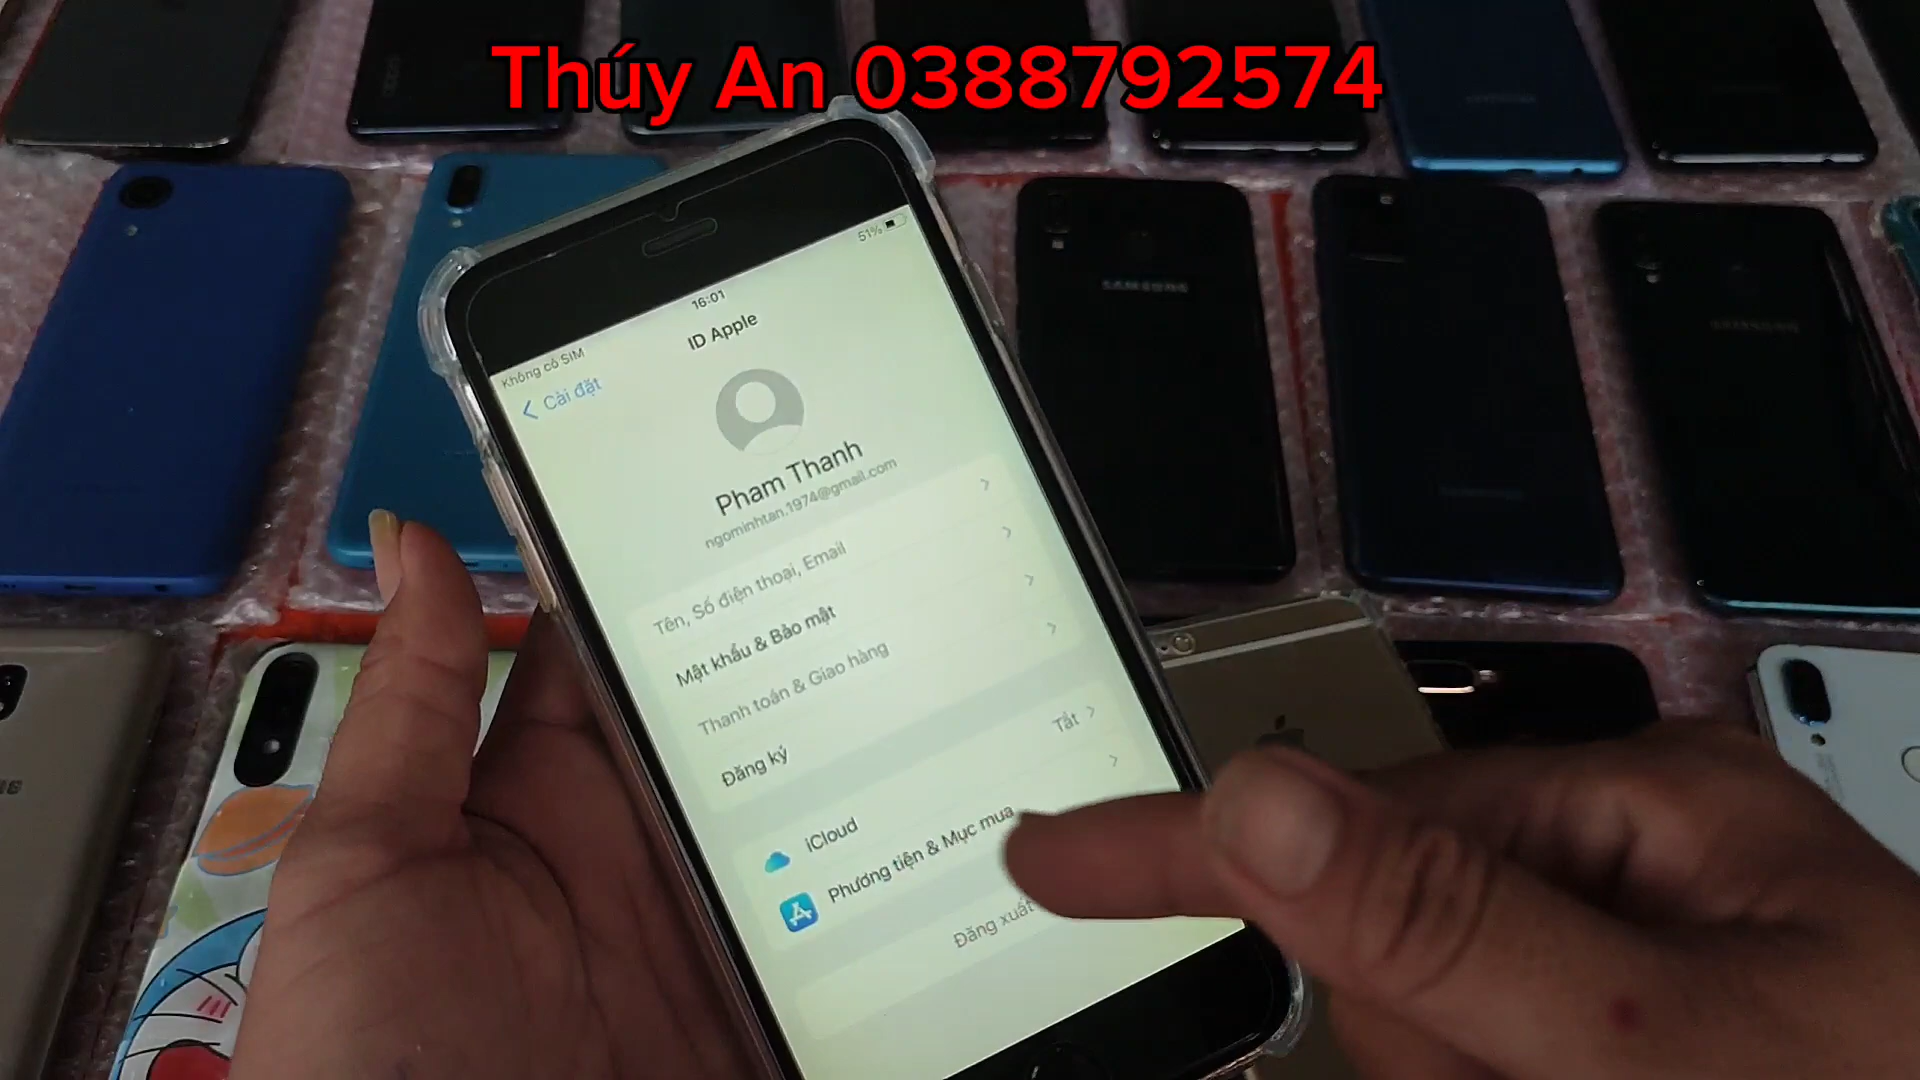 Thúy An 0388792574
51%
16:01
Không có SIM
ID Apple
Cài đặt
Pham Thanh
ngominhtan.1974@gmail.com
Tên, Số điện thoại, Email
Mật khẩu & Bảo mật
Thanh toán & Giao hàng
Đăng ký
iCloud
Tắt
Phương tiện & Mục mua
Đăng xuất
SAMSUNG
SAMSUNG